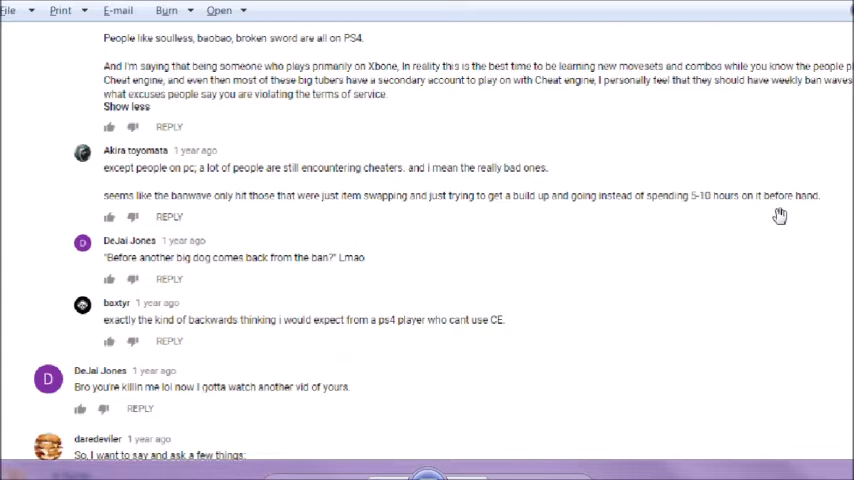 File Print E-mail Burn Open
People like soulless, baobao, broken sword are all on PS4.
And I'm saying that being someone who plays primarily on Xbone, In reality this is the best time to be learning new movesets and combos while you know the people p
Cheat engine, and even then most of these big tubers have a secondary account to play on with Cheat engine, I personally feel that they should have weekly ban waves
what excuses people say you are violating the terms of service.
Show less
REPLY
Akira toyomata 1 year ago
except people on pc; a lot of people are still encountering cheaters. and i mean the really bad ones.
seems like the banwave only hit those that were just item swapping and just trying to get a build up and going instead of spending 5-10 hours on it before hand.
REPLY
D
DeJai Jones 1 year ago
"Before another big dog comes back from the ban?" Lmao
REPLY
baxtyr 1 year ago
exactly the kind of backwards thinking i would expect from a ps4 player who cant use CE.
REPLY
D
DeJai Jones 1 year ago
Bro you're killin me lol now I gotta watch another vid of yours.
REPLY
daredeviler 1 year ago
So, I want to say and ask a few things: